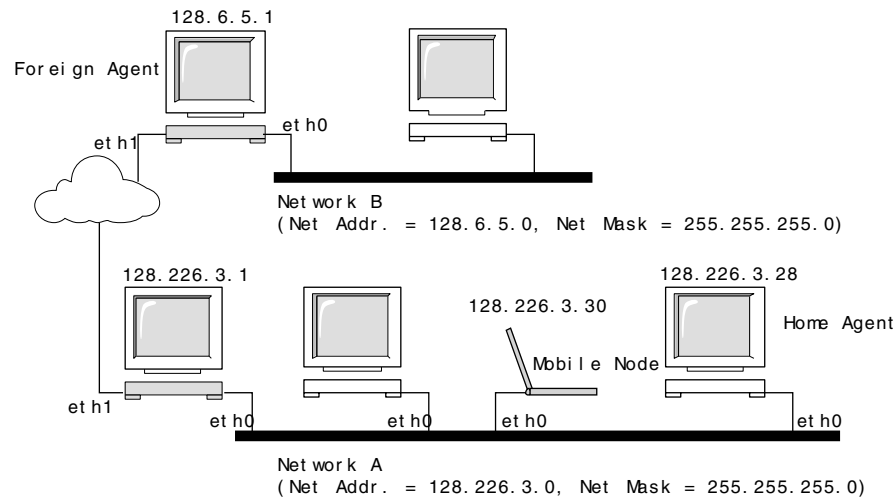 128.6.5.1
Foreign Agent
eth1
eth0
Network B
(Net Addr. = 128.6.5.0, Net Mask = 255.255.255.0)
128.226.3.1
128.226.3.28
128.226.3.30
Home Agent
Mobile Node
eth1
eth0
eth0
eth0
eth0
Network A
(Net Addr. = 128.226.3.0, Net Mask = 255.255.255.0)